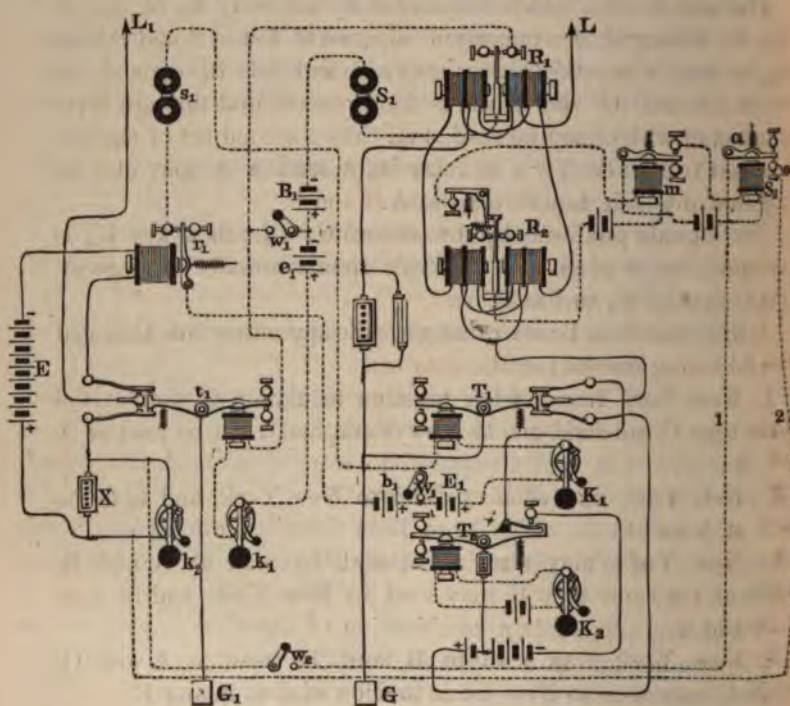 L₁ L R₁
s₁ S₁
a
m S₂
B₁
r₁ w₁ R₂
e₁
E
t₁ T₁ 1 2
b₁ E₁ K₁
X
T₂
k₂ k₁
K₂
w₂
G₁ G